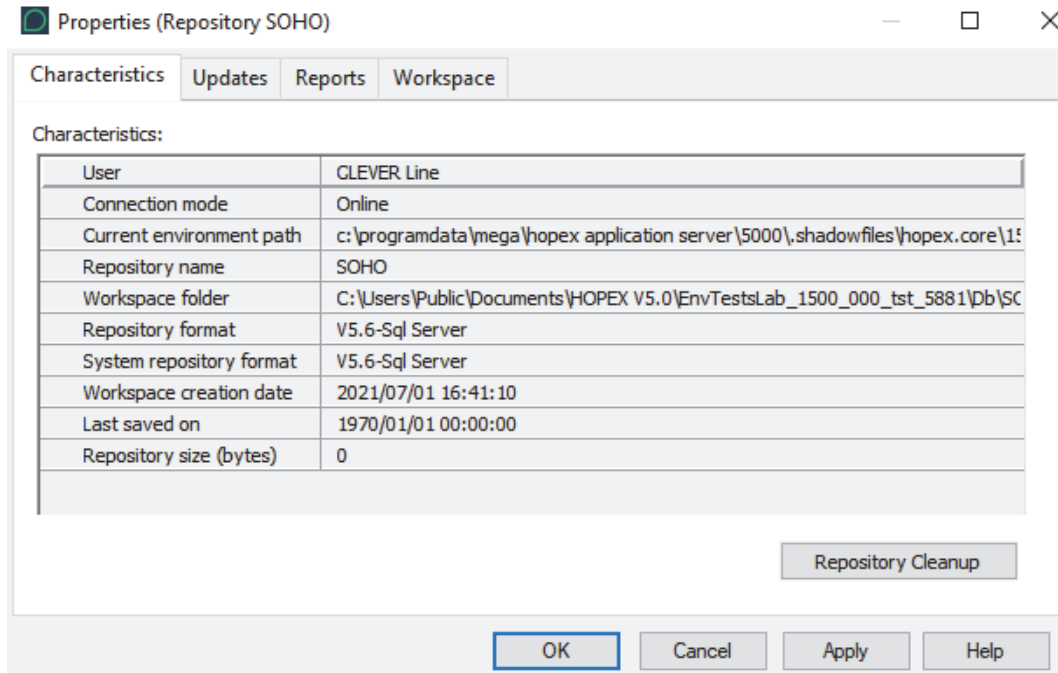 Properties (Repository SOHO)
Characteristics Updates Reports Workspace
Characteristics:
User GLEVER Line
Connection mode Online
Current environment path c:\programdata\mega\hopex application server\5000\.shadowfiles\hopex.core\15
Repository name SOHO
Workspace folder C:\Users\Public\Documents\HOPEX V5.0\EnvTestsLab_1500_000_tst_5881\Db\SO
Repository format V5.6-Sql Server
System repository format V5.6-Sql Server
Workspace creation date 2021/07/01 16:41:10
Last saved on 1970/01/01 00:00:00
Repository size (bytes) 0
Repository Cleanup
OK Cancel Apply Help